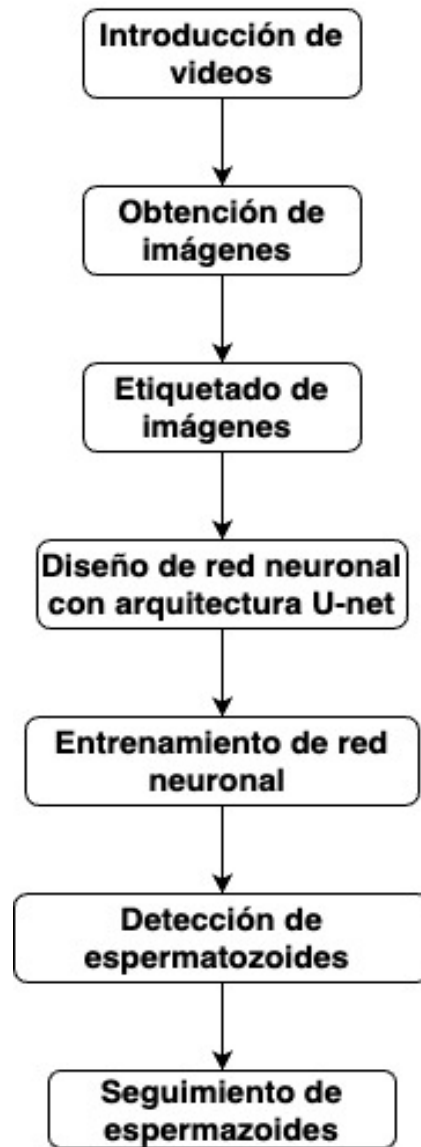 Introducción de
videos
Obtención de
imágenes
Etiquetado de
imágenes
Diseño de red neuronal
con arquitectura U-net
Entrenamiento de red
neuronal
Detección de
espermatozoides
Seguimiento de
espermazoides